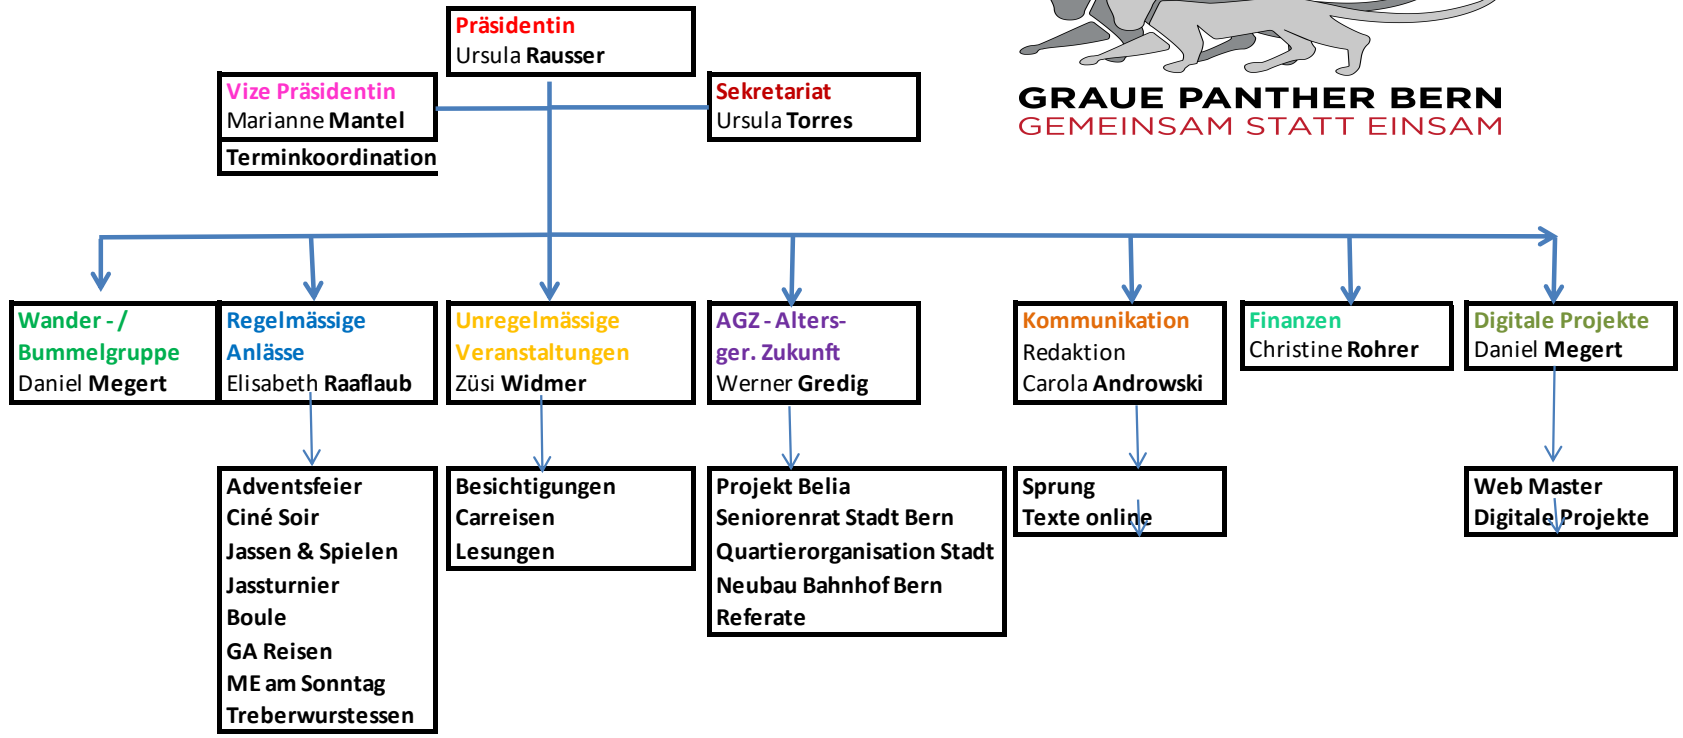 Präsidentin
Ursula Rausser
Vize Präsidentin
Marianne Mantel
Terminkoordination
Sekretariat
Ursula Torres
GRAUE PANTHER BERN
GEMEINSAM STATT EINSAM
Wander - /
Bummelgruppe
Daniel Megert
Regelmässige
Anlässe
Elisabeth Raaflaub
Unregelmässige
Veranstaltungen
Züsi Widmer
AGZ - Alters-
ger. Zukunft
Werner Gredig
Kommunikation
Redaktion
Carola Androwski
Finanzen
Christine Rohrer
Digitale Projekte
Daniel Megert
Adventsfeier
Ciné Soir
Jassen & Spielen
Jassturnier
Boule
GA Reisen
ME am Sonntag
Treberwurstessen
Besichtigungen
Carreisen
Lesungen
Projekt Belia
Seniorenrat Stadt Bern
Quartierorganisation Stadt
Neubau Bahnhof Bern
Referate
Sprung
Texte online
Web Master
Digitale Projekte